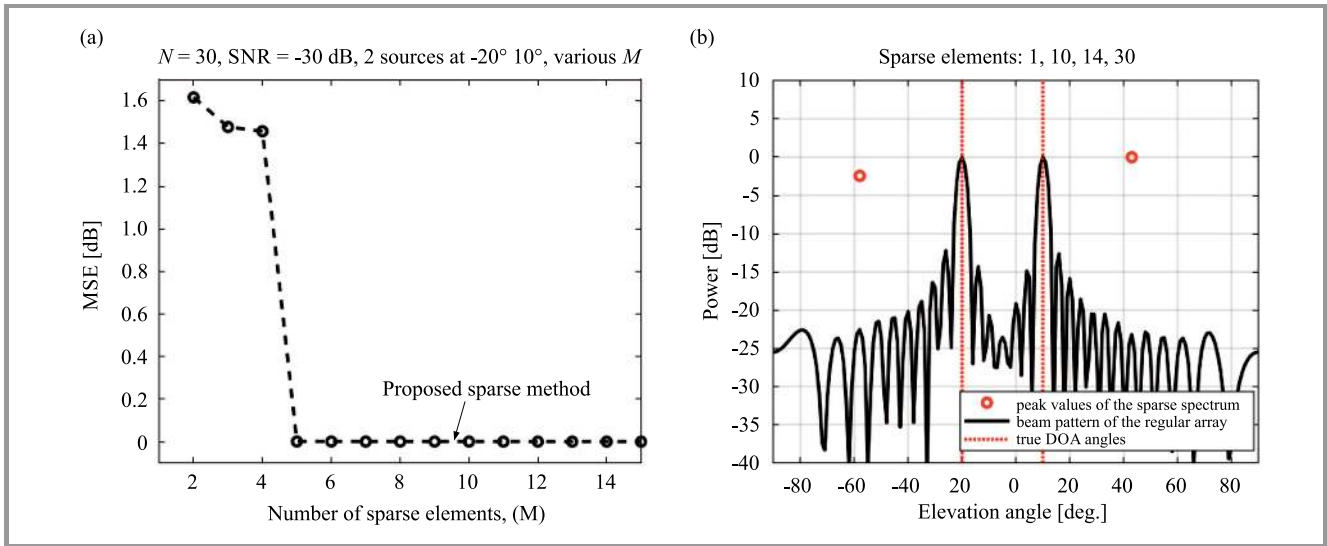 (a)
N = 30, SNR = -30 dB, 2 sources at -20° 10°, various M
1.6
1.4
1.2
1.0
0.8
0.6
0.4
0.2
0
MSE [dB]
Proposed sparse method
2 4 6 8 10 12 14
Number of sparse elements, (M)
(b)
Sparse elements: 1, 10, 14, 30
10
5
0
-5
-10
-15
-20
-25
-30
-35
-40
Power [dB]
peak values of the sparse spectrum
beam pattern of the regular array
true DOA angles
-80 -60 -40 20 0 20 40 60 80
Elevation angle [deg.]